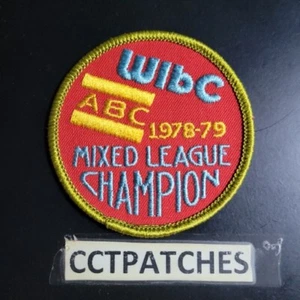 WIbC
ABC
1978-79
MIXED LEAGUE
CHAMPION
CCTPATCHES